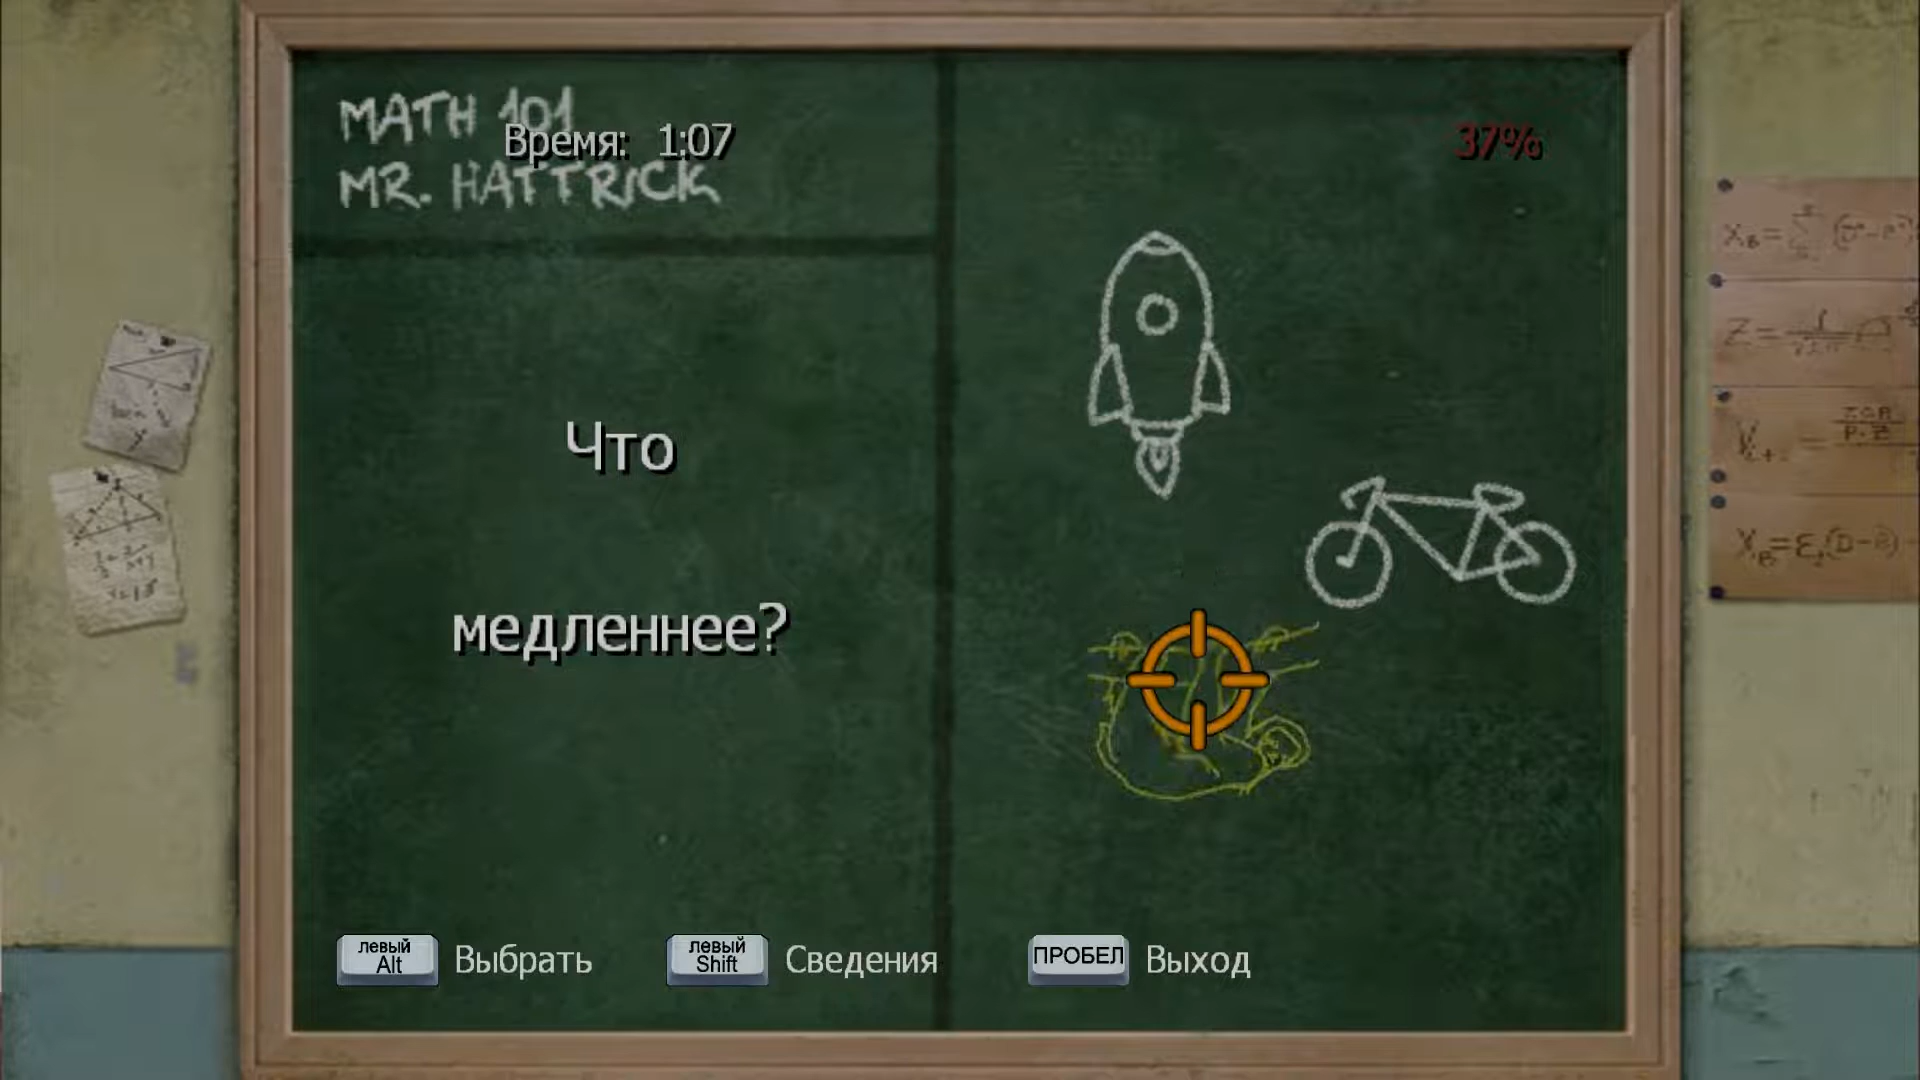 MATH 101
Время: 1:07
37%
MR. HATTRICK
Что
медленнее?
левый Alt Выбрать
левый Shift Сведения
ПРОБЕЛ Выход